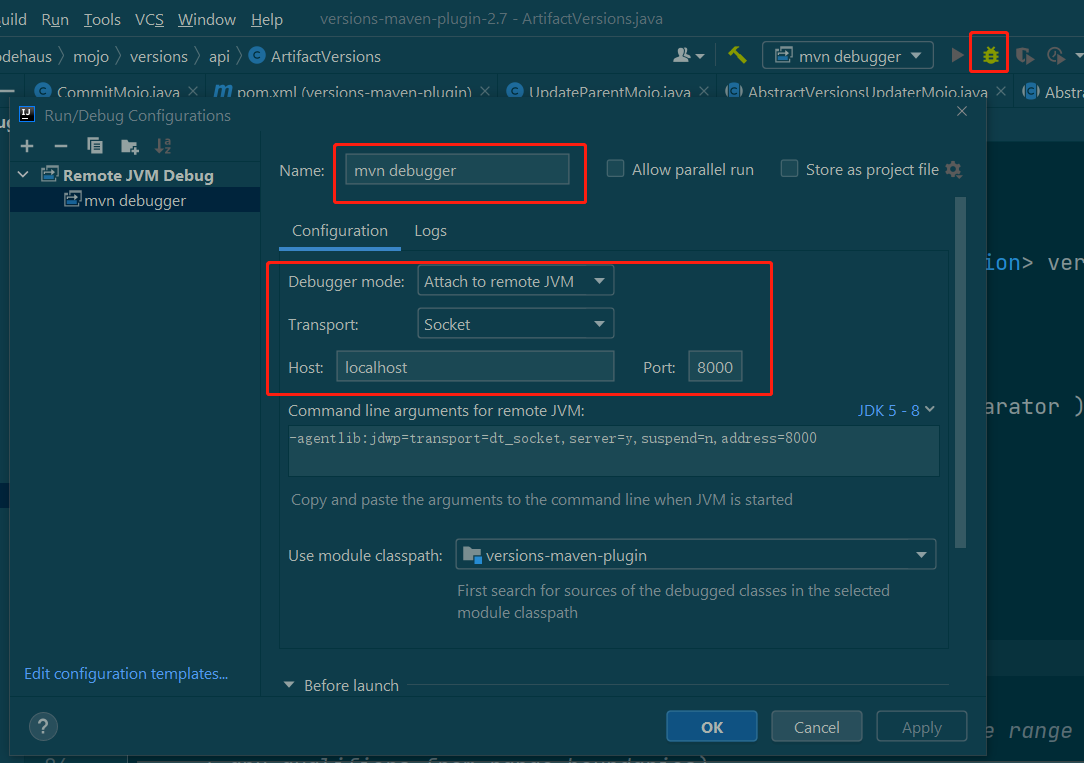 uild Run Tools VCS Window Help versions-maven-plugin-2.7 - ArtifactVersions.java
odehaus mojo versions api ArtifactVersions mvn debugger
CommitMojo.java pom.xml (versions-maven-plugin) UpdateParentMojo.java AbstractVersionsUpdaterMojo.java Abstra
Run/Debug Configurations
Remote JVM Debug
mvn debugger
Name: mvn debugger Allow parallel run Store as project file
Configuration Logs
ion> ver
Debugger mode: Attach to remote JVM
Transport: Socket
Host: localhost Port: 8000
Command line arguments for remote JVM: JDK 5 - 8
arator )
-agentlib:jdwp=transport=dt_socket,server=y,suspend=n,address=8000
Copy and paste the arguments to the command line when JVM is started
Use module classpath: versions-maven-plugin
First search for sources of the debugged classes in the selected
module classpath
Edit configuration templates...
Before launch
? OK Cancel Apply
e range